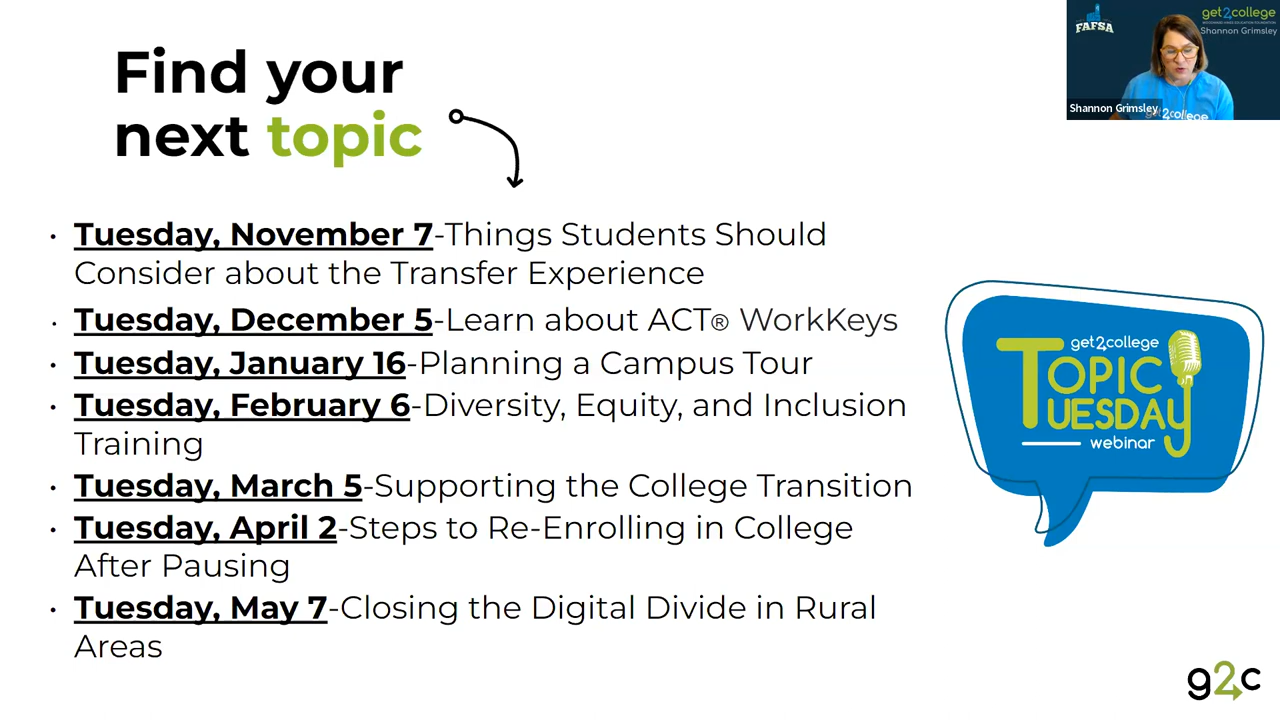 Find your
next topic
• Tuesday, November 7-Things Students Should
Consider about the Transfer Experience
• Tuesday, December 5-Learn about ACT® WorkKeys
• Tuesday, January 16-Planning a Campus Tour
• Tuesday, February 6-Diversity, Equity, and Inclusion
Training
• Tuesday, March 5-Supporting the College Transition
• Tuesday, April 2-Steps to Re-Enrolling in College
After Pausing
• Tuesday, May 7-Closing the Digital Divide in Rural
Areas
get2college
TOPIC
TUESDAY
webinar
g2c
FAFSA
get2college
Shannon Grimsley
get2college
Shannon Grimsley